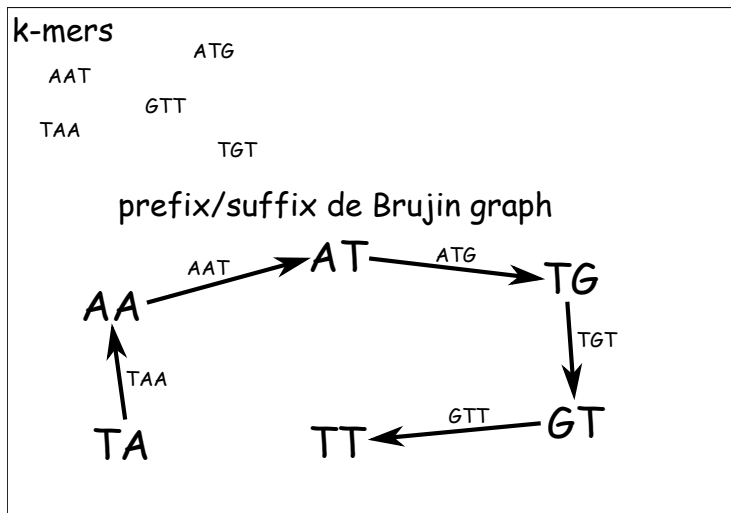 k-mers
ATG
AAT
GTT
TAA
TGT
prefix/suffix de Brujin graph
AT
AAT
ATG
TG
AA
TGT
TAA
GTT
GT
TT
TA